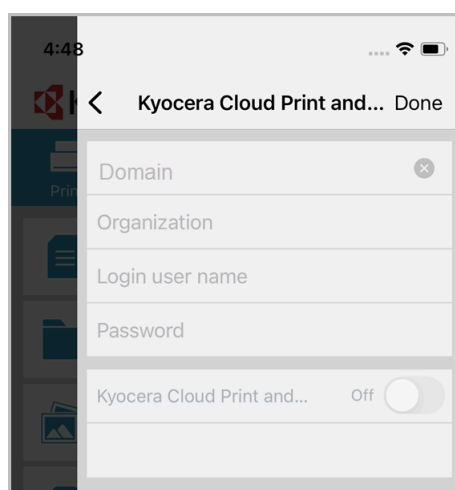 4:48
Kyocera Cloud Print and... Done
Domain
Organization
Login user name
Password
Kyocera Cloud Print and... Off